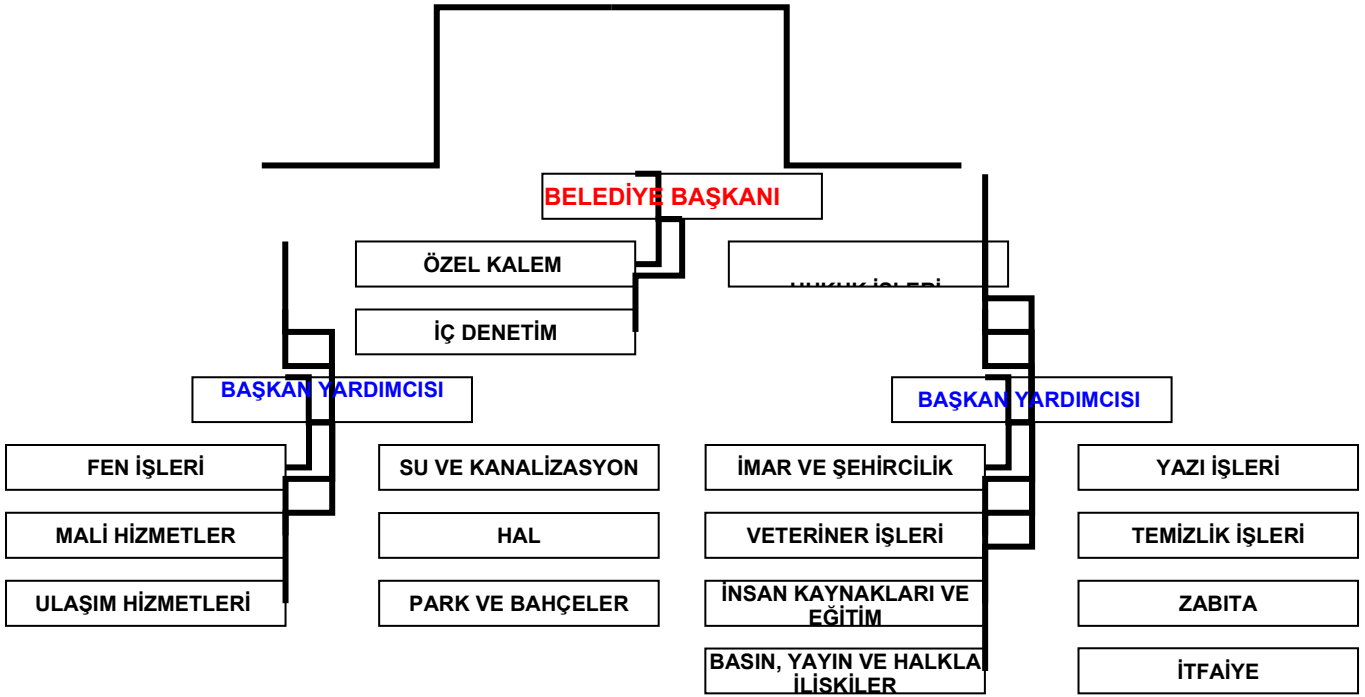 BELEDİYE BAŞKANI
ÖZEL KALEM
HUKUK İŞLERİ
İÇ DENETİM
BAŞKAN YARDIMCISI
BAŞKAN YARDIMCISI
FEN İŞLERİ
SU VE KANALİZASYON
İMAR VE ŞEHİRCİLİK
YAZI İŞLERİ
MALİ HİZMETLER
HAL
VETERİNER İŞLERİ
TEMİZLİK İŞLERİ
ULAŞIM HİZMETLERİ
PARK VE BAHÇELER
İNSAN KAYNAKLARI VE
EĞİTİM
ZABITA
BASIN, YAYIN VE HALKLA
İLİŞKİLER
İTFAİYE